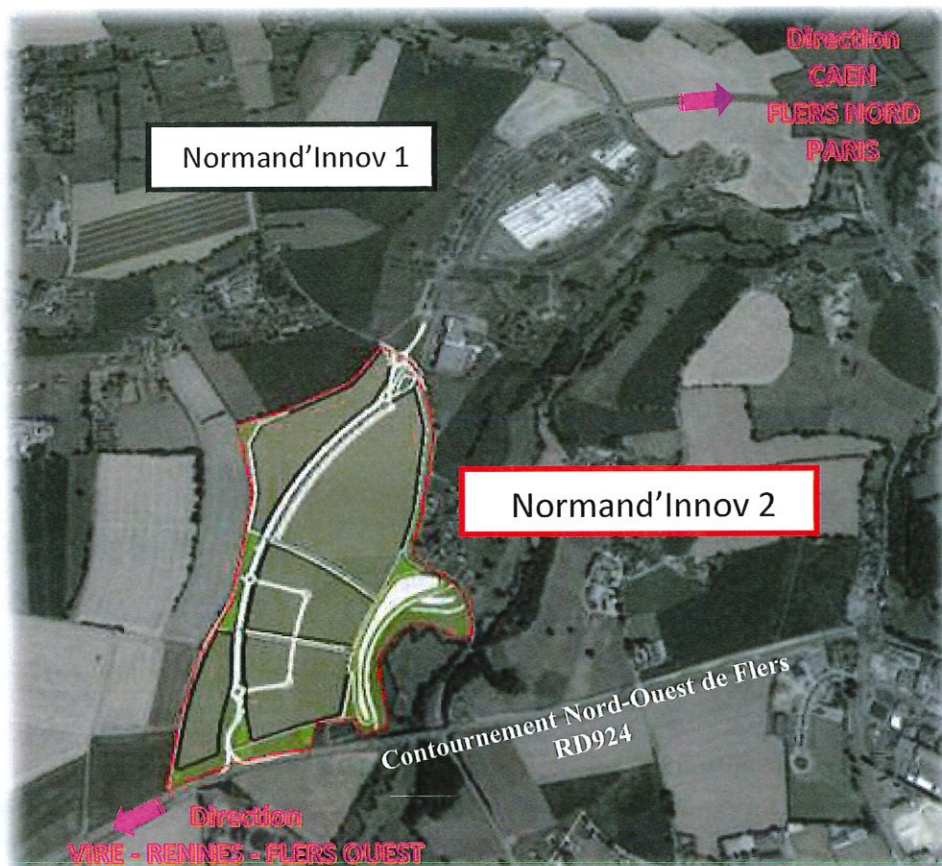 Direction
CAEN
FLERS NORD
PARIS
Normand'Innov 1
Normand'Innov 2
Contournement Nord-Ouest de Flers
RD924
Direction
VIRE - RENNES - FLERS OUEST